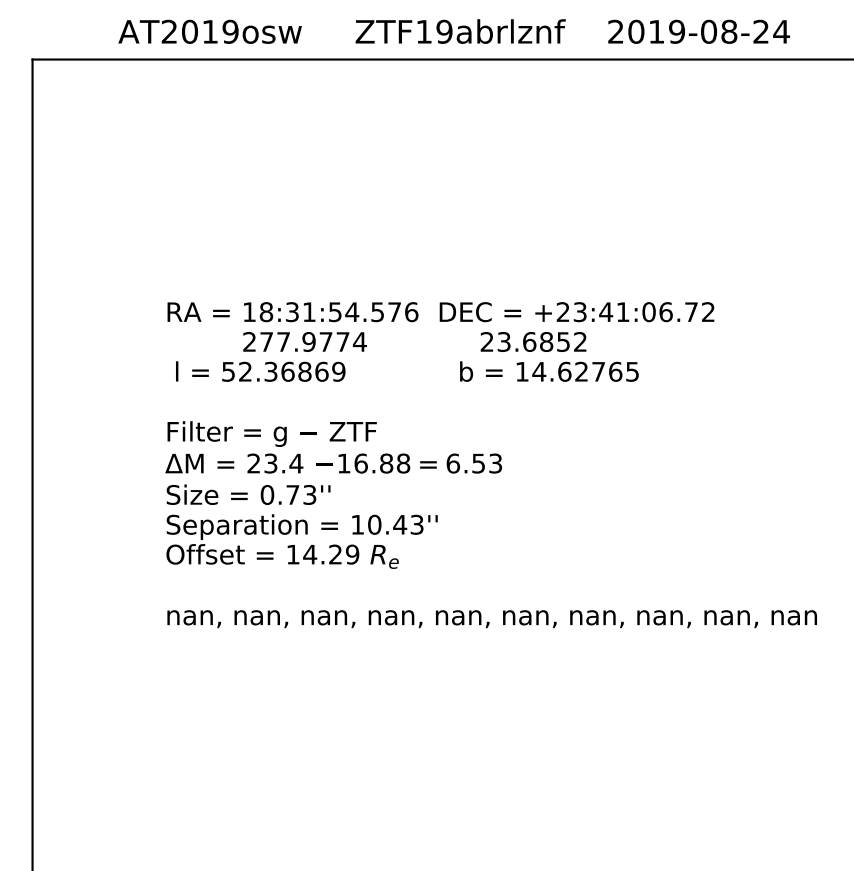 AT2019osw ZTF19abrlznf 2019-08-24
RA = 18:31:54.576 DEC = +23:41:06.72
277.9774 23.6852
l = 52.36869 b = 14.62765
Filter = g − ZTF
ΔM = 23.4 −16.88 = 6.53
Size = 0.73''
Separation = 10.43''
Offset = 14.29 Re
nan, nan, nan, nan, nan, nan, nan, nan, nan, nan